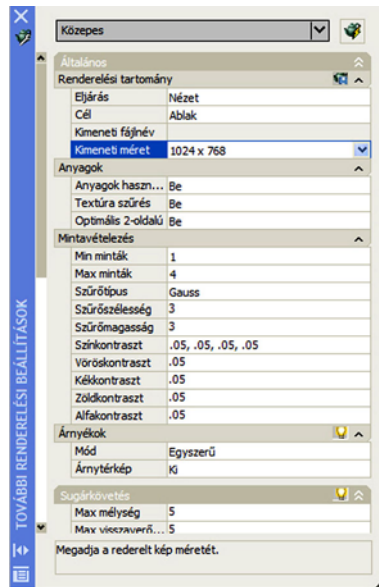 Közepes
Általános
Renderelési tartomány
Eljárás Nézet
Cél Ablak
Kimeneti fájlnév
Kimeneti méret 1024 x 768
Anyagok
Anyagok haszn... Be
Textúra szűrés Be
Optimális 2-oldalú Be
Mintavételezés
Min minták 1
Max minták 4
Szűrőtípus Gauss
Szűrőszélesség 3
Szűrőmagasság 3
Színkontraszt .05, .05, .05, .05
Vöröskontraszt .05
Kékkontraszt .05
Zöldkontraszt .05
Alfakontraszt .05
Árnyékok
Mód Egyszerű
Árnytérkép Ki
Sugárkövetés
Max mélység 5
Max visszaverő... 5
Megadja a rederelt kép méretét.
TOVÁBBI RENDERELÉSI BEÁLLÍTÁSOK